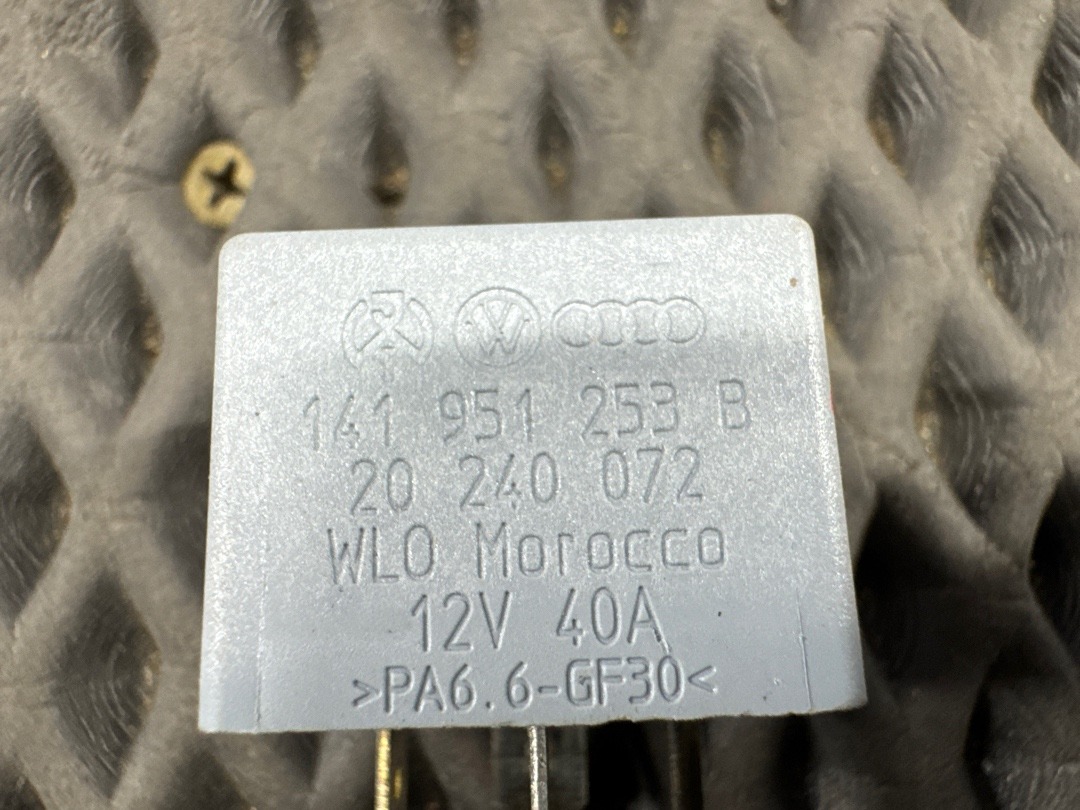 141 951 253 B
20 240 072
WLO Morocco
12V 40A
>PA6.6-GF30<